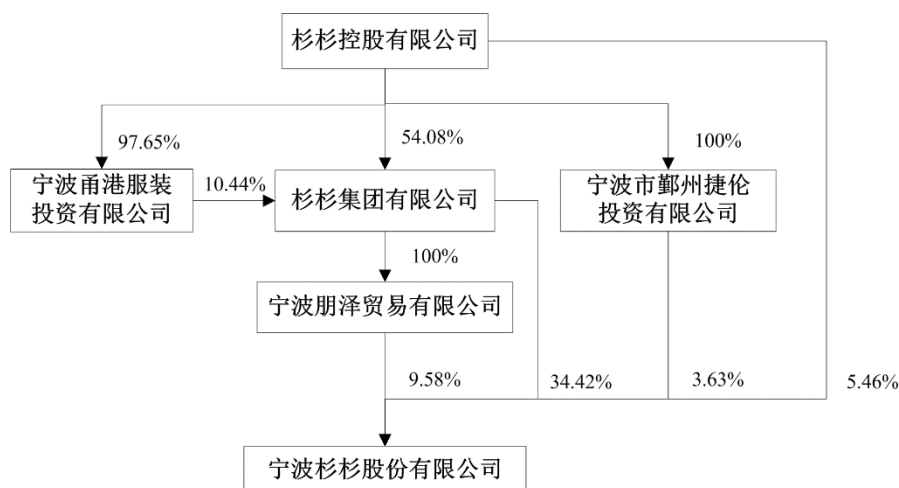 杉杉控股有限公司
97.65%
54.08%
100%
宁波甬港服装
投资有限公司
10.44%
杉杉集团有限公司
宁波市鄞州捷伦
投资有限公司
100%
宁波朋泽贸易有限公司
9.58%
34.42%
3.63%
5.46%
宁波杉杉股份有限公司